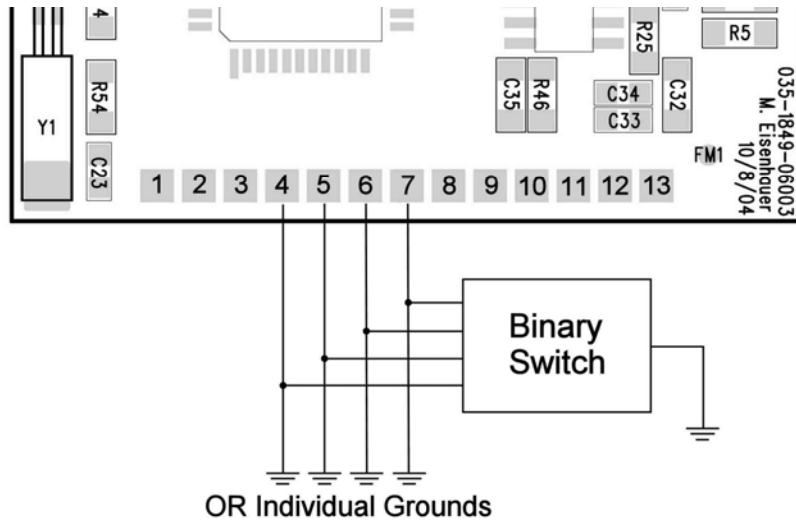 4
R25
R5
Y1
R54
C23
C35
R46
C34
C33
C32
FM1
035-1849-06003
M. Eisenhauer
10/8/04
1 2 3 4 5 6 7 8 9 10 11 12 13
Binary
Switch
OR Individual Grounds